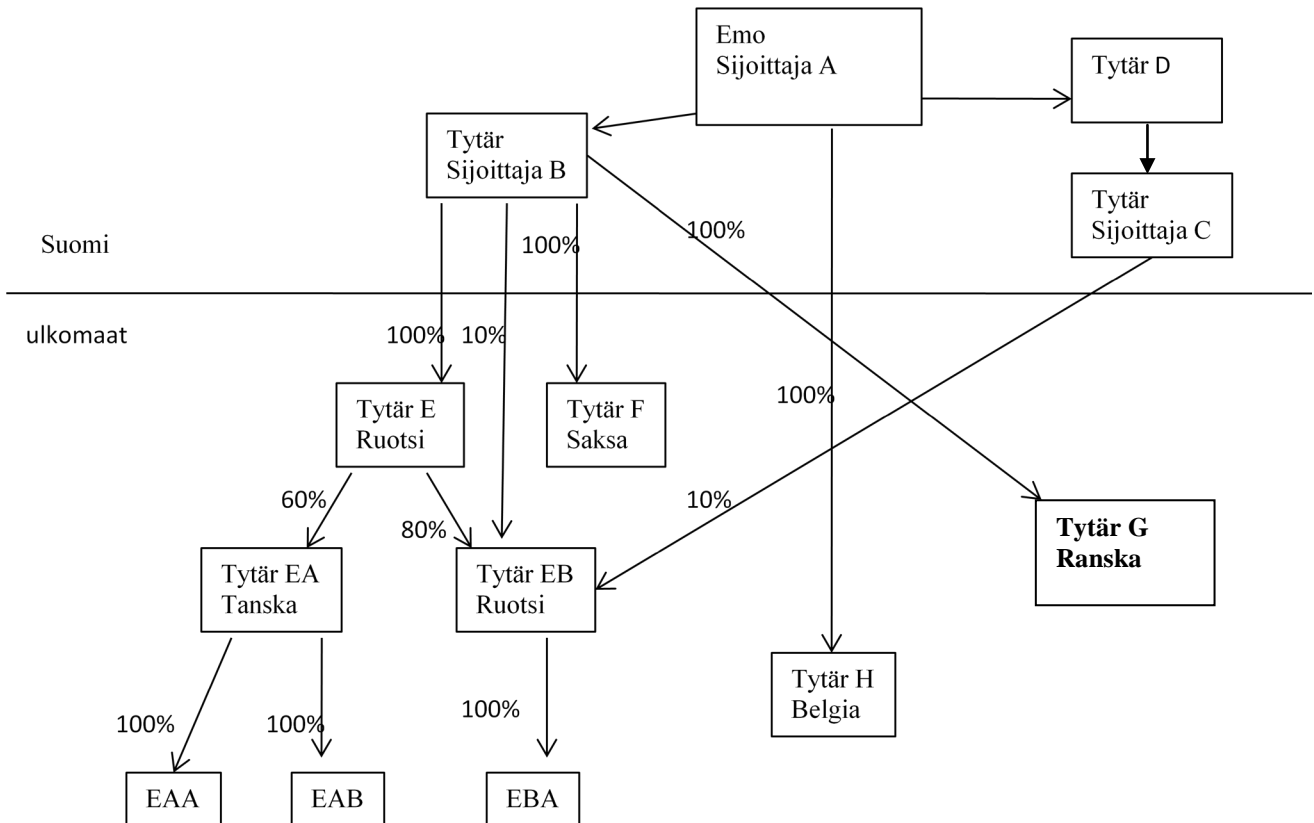 Emo
Sijoittaja A
Tytär D
Tytär
Sijoittaja B
Tytär
Sijoittaja C
Suomi
100%
100%
ulkomaat
100%
10%
100%
Tytär E
Ruotsi
Tytär F
Saksa
60%
80%
10%
Tytär G
Ranska
Tytär EA
Tanska
Tytär EB
Ruotsi
Tytär H
Belgia
100%
100%
100%
EAA
EAB
EBA